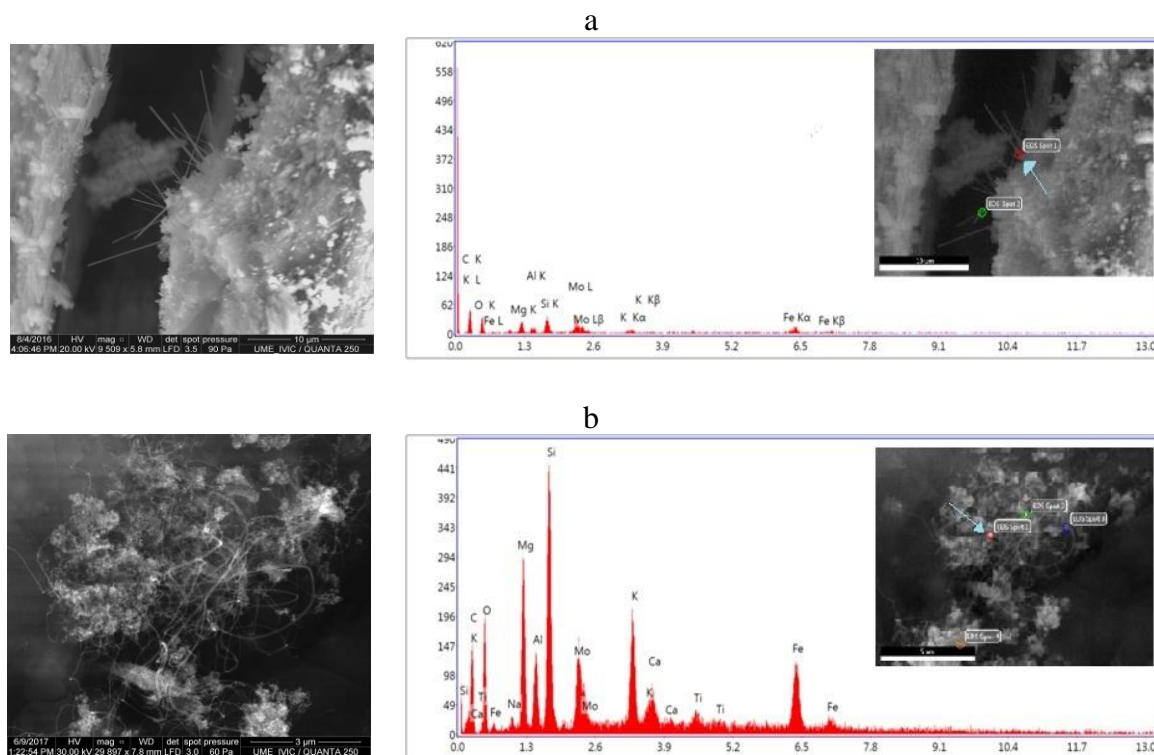 a
620
558
496
434
372
310
248
186
124
62
0
C K
K L
O K
Fe L
Mg K
Al K
Si K
Mo L
Mo Lβ
K Kβ
K Kα
Fe Kα
Fe Kβ
0.0 1.3 2.6 3.9 5.2 6.5 7.8 9.1 10.4 11.7 13.0
EDS Spot 1
EDS Spot 2
8/4/2016 HV mag □ WD det spot pressure 10 µm
4:06:46 PM 20.00 kV 9 509 x 5.8 mm LFD 3.5 90 Pa UME_IVIC / QUANTA 250
b
490
441
392
343
294
245
196
147
98
49
0
Si
Mg
C
O
K
Al
Si
Ti
Ca
Fe
Na
Mo
Mo
K
Ca
K
Ca
Ti
Ti
Fe
Fe
0.0 1.3 2.6 3.9 5.2 6.5 7.8 9.1 10.4 11.7 13.0
EDS Spot
EDS Spot
EDS Spot
EDS Spot 4
5 µm
6/9/2017 HV mag □ WD det spot pressure 3 µm
1:22:54 PM 30.00 kV 29 897 x 7.8 mm LFD 3.0 60 Pa UME_IVIC / QUANTA 250